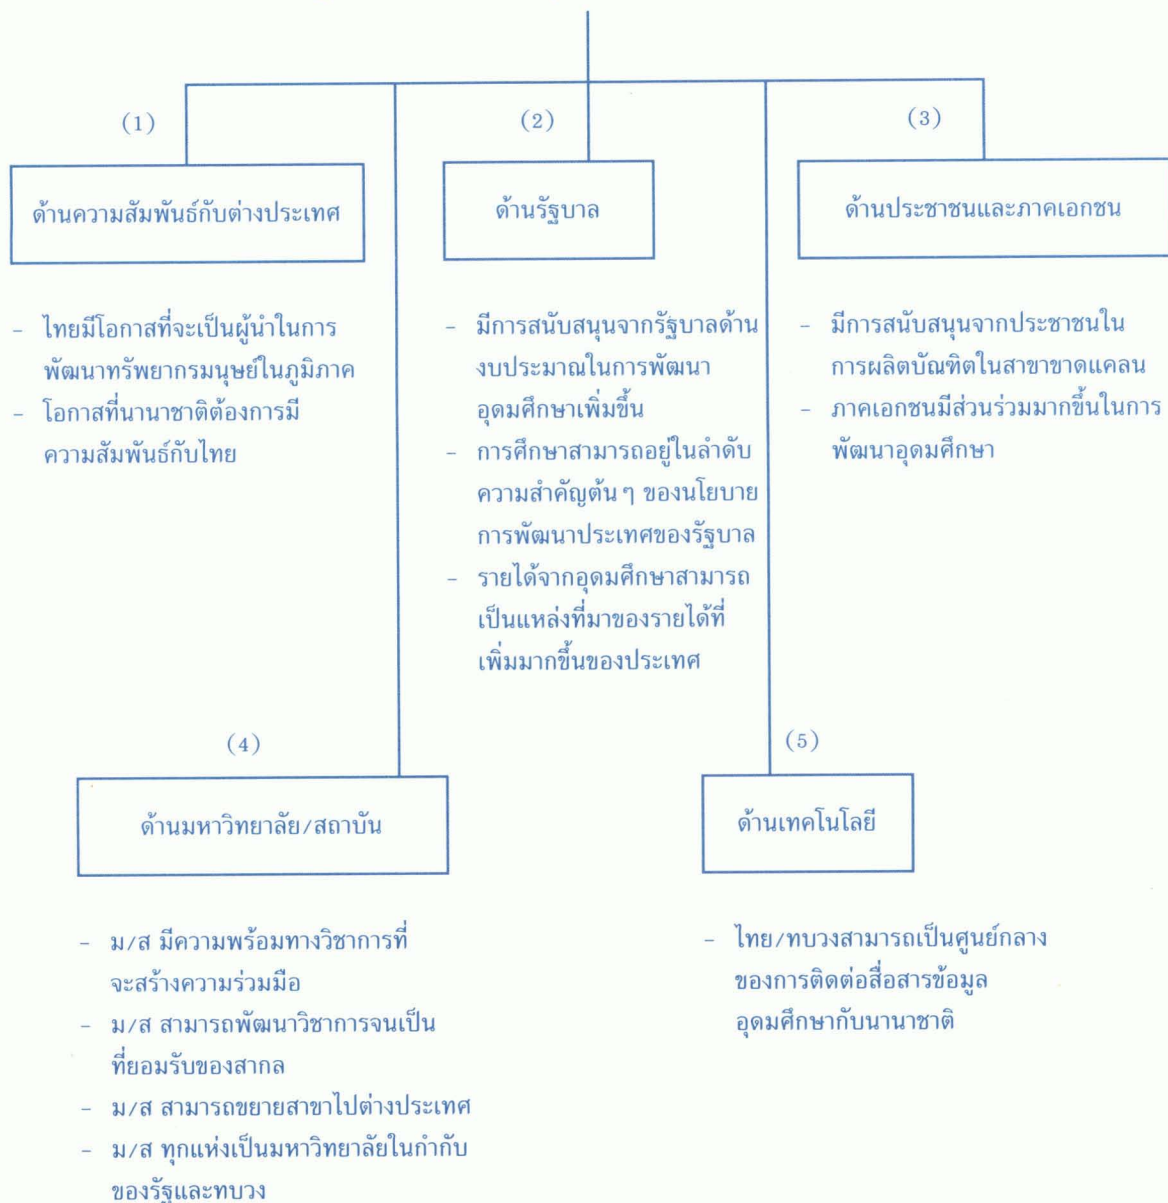 (1)
ด้านความสัมพันธ์กับต่างประเทศ
- ไทยมีโอกาสที่จะเป็นผู้นำในการ
พัฒนาทรัพยากรมนุษย์ในภูมิภาค
- โอกาสที่นานาชาติต้องการมี
ความสัมพันธ์กับไทย
(2)
ด้านรัฐบาล
- มีการสนับสนุนจากรัฐบาลด้าน
งบประมาณในการพัฒนา
อุดมศึกษาเพิ่มขึ้น
- การศึกษาสามารถอยู่ในลำดับ
ความสำคัญต้น ๆ ของนโยบาย
การพัฒนาประเทศของรัฐบาล
- รายได้จากอุดมศึกษาสามารถ
เป็นแหล่งที่มาของรายได้ที่
เพิ่มมากขึ้นของประเทศ
(3)
ด้านประชาชนและภาคเอกชน
- มีการสนับสนุนจากประชาชนใน
การผลิตบัณฑิตในสาขาขาดแคลน
- ภาคเอกชนมีส่วนร่วมมากขึ้นในการ
พัฒนาอุดมศึกษา
(4)
ด้านมหาวิทยาลัย/สถาบัน
- ม/ส มีความพร้อมทางวิชาการที่
จะสร้างความร่วมมือ
- ม/ส สามารถพัฒนาวิชาการจนเป็น
ที่ยอมรับของสากล
- ม/ส สามารถขยายสาขาไปต่างประเทศ
- ม/ส ทุกแห่งเป็นมหาวิทยาลัยในกำกับ
ของรัฐและทบวง
(5)
ด้านเทคโนโลยี
- ไทย/ทบวงสามารถเป็นศูนย์กลาง
ของการติดต่อสื่อสารข้อมูล
อุดมศึกษากับนานาชาติ